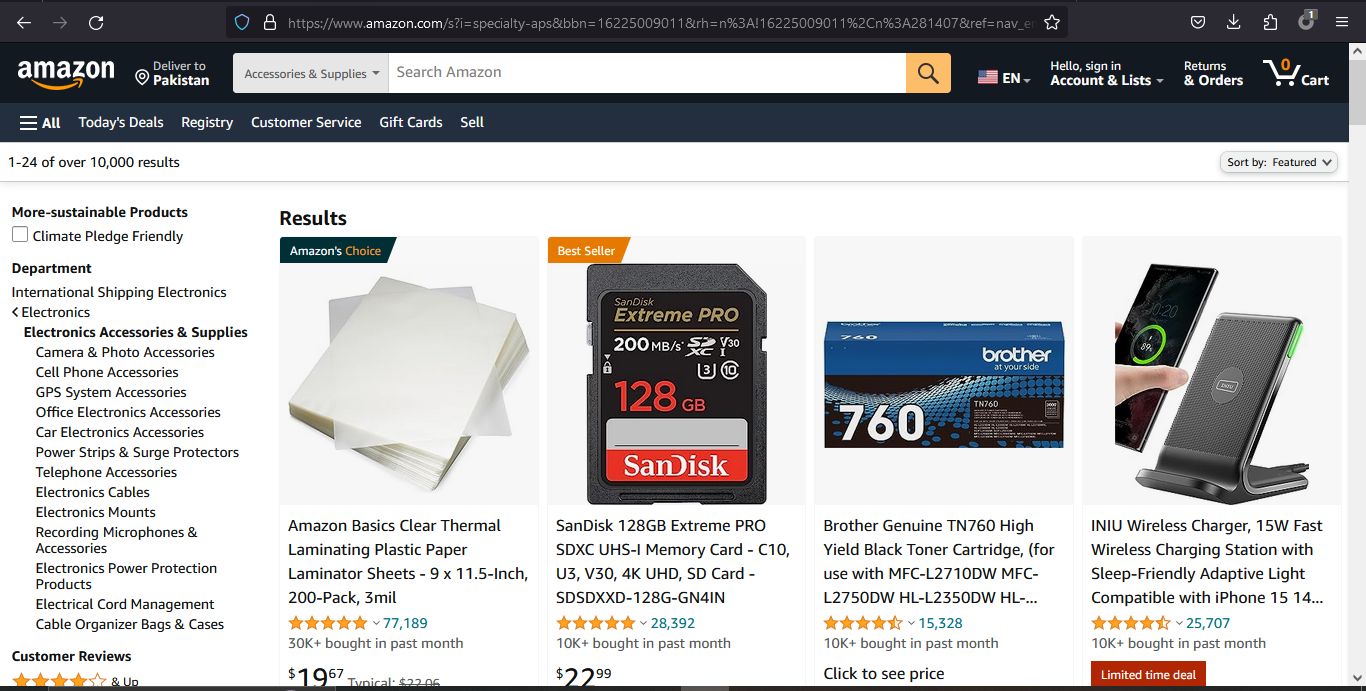 https://www.amazon.com/s?i=specialty-aps&bbn=16225009011&rh=n%3A!16225009011%2Cn%3A281407&ref=nav_e
1
amazon
Deliver to
Pakistan
Accessories & Supplies
Search Amazon
EN
Hello, sign in
Account & Lists
Returns
& Orders
0
Cart
All
Today's Deals
Registry
Customer Service
Gift Cards
Sell
1-24 of over 10,000 results
Sort by: Featured
More-sustainable Products
Climate Pledge Friendly
Department
International Shipping Electronics
Electronics
Electronics Accessories & Supplies
Camera & Photo Accessories
Cell Phone Accessories
GPS System Accessories
Office Electronics Accessories
Car Electronics Accessories
Power Strips & Surge Protectors
Telephone Accessories
Electronics Cables
Electronics Mounts
Recording Microphones &
Accessories
Electronics Power Protection
Products
Electrical Cord Management
Cable Organizer Bags & Cases
Customer Reviews
& Up
Results
Amazon's Choice
Amazon Basics Clear Thermal
Laminating Plastic Paper
Laminator Sheets - 9 x 11.5-Inch,
200-Pack, 3mil
77,189
30K+ bought in past month
$19.67 Typical: $22.06
Best Seller
SanDisk
Extreme PRO
200 MB/s* SDXC V30
I
3 10
128 GB
SanDisk
SanDisk 128GB Extreme PRO
SDXC UHS-I Memory Card - C10,
U3, V30, 4K UHD, SD Card -
SDSDXXD-128G-GN4IN
28,392
10K+ bought in past month
$22.99
760
brother
at your side
TN760
760
Brother Genuine TN760 High
Yield Black Toner Cartridge, (for
use with MFC-L2710DW MFC-
L2750DW HL-L2350DW HL-...
15,328
10K+ bought in past month
Click to see price
INIU
INIU Wireless Charger, 15W Fast
Wireless Charging Station with
Sleep-Friendly Adaptive Light
Compatible with iPhone 15 14...
25,707
10K+ bought in past month
Limited time deal